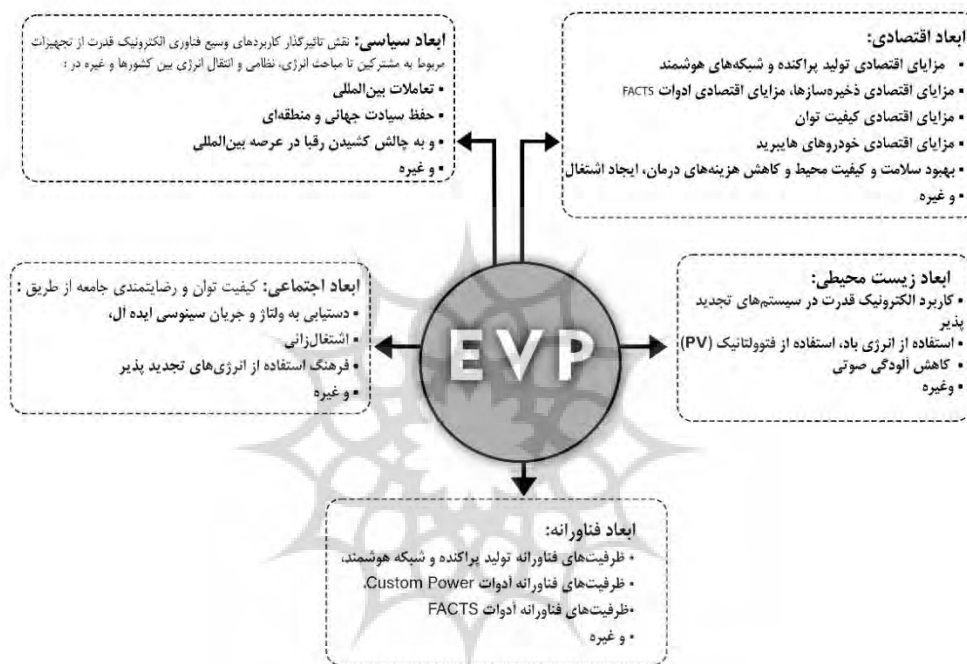 ابعاد اقتصادی:
▪ مزایای اقتصادی تولید پراکنده و شبکه‌های هوشمند
▪ مزایای اقتصادی ذخیره‌سازها، مزایای اقتصادی ادوات FACTS
▪ مزایای اقتصادی کیفیت توان
▪ مزایای اقتصادی خودروهای هایبرید
▪ بهبود سلامت و کیفیت محیط و کاهش هزینه‌های درمان، ایجاد اشتغال
▪ و غیره
ابعاد سیاسی: نقش تاثیرگذار کاربردهای وسیع فناوری الکترونیک قدرت از تجهیزات
مربوط به مشترکین تا مباحث انرژی، نظامی و انتقال انرژی بین کشورها و غیره در :
▪ تعاملات بین‌المللی
▪ حفظ سیادت جهانی و منطقه‌ای
▪ و به چالش کشیدن رقبا در عرصه بین‌المللی
▪ و غیره
ابعاد زیست محیطی:
▪ کاربرد الکترونیک قدرت در سیستم‌های تجدید
پذیر
▪ استفاده از انرژی باد، استفاده از فتوولتانیک (PV)
▪ کاهش آلودگی صوتی
▪ وغیره
EVP
ابعاد اجتماعی: کیفیت توان و رضایتمندی جامعه از طریق :
▪ دستیابی به ولتاژ و جریان سینوسی ایده آل،
▪ اشتغال‌زانی
▪ فرهنگ استفاده از انرژی‌های تجدید پذیر
▪ و غیره
ابعاد فناورانه:
▪ ظرفیت‌های فناورانه تولید پراکنده و شبکه هوشمند،
▪ ظرفیت‌های فناورانه أدوات Custom Power،
▪ظرفیت‌های فناورانه أدوات FACTS
▪ و غیره